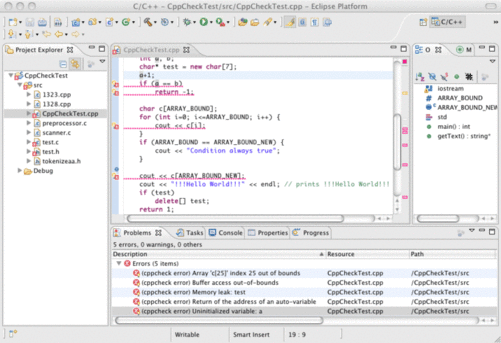 C/C++ - CppCheckTest/src/CppCheckTest.cpp - Eclipse Platform
C/C++
Project Explorer
CppCheckTest
src
1323.cpp
1328.cpp
CppCheckTest.cpp
preprocessor.c
scanner.c
test.c
test.h
tokenizeaa.h
Debug
CppCheckTest.cpp
int a, b;
char* test = new char[7];
a+1;
if (a == b)
return -1;
char c[ARRAY_BOUND];
for (int i=0; i<=ARRAY_BOUND; i++) {
cout << c[i];
}
if (ARRAY_BOUND == ARRAY_BOUND_NEW) {
cout << "Condition always true";
}
cout << c[ARRAY_BOUND_NEW];
cout << "!!!Hello World!!!" << endl; // prints !!!Hello World!!!
if (test)
delete[] test;
return 1;
O
M
iostream
ARRAY_BOUND
ARRAY_BOUND_NEW
std
main() : int
getText() : string*
Problems
Tasks
Console
Properties
Progress
5 errors, 0 warnings, 0 others
Description
Resource
Path
Errors (5 items)
(cppcheck error) Array 'c[25]' index 25 out of bounds
CppCheckTest.cpp
/CppCheckTest/src
(cppcheck error) Buffer access out-of-bounds
CppCheckTest.cpp
/CppCheckTest/src
(cppcheck error) Memory leak: test
CppCheckTest.cpp
/CppCheckTest/src
(cppcheck error) Return of the address of an auto-variable
CppCheckTest.cpp
/CppCheckTest/src
(cppcheck error) Uninitialized variable: a
CppCheckTest.cpp
/CppCheckTest/src
Writable
Smart Insert
19 : 9